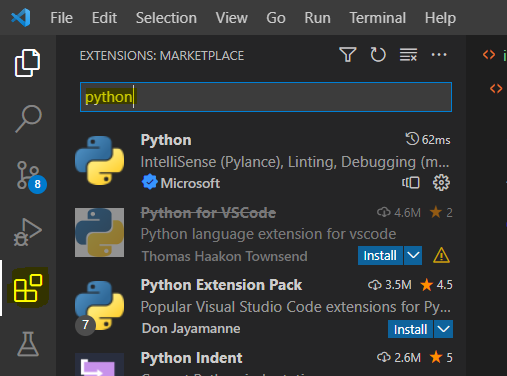 File Edit Selection View Go Run Terminal Help
EXTENSIONS: MARKETPLACE
python
Python 62ms
IntelliSense (Pylance), Linting, Debugging (m...
Microsoft
8
Python for VSCode 4.6M 2
Python language extension for vscode
Thomas Haakon Townsend Install
Python Extension Pack 3.5M 4.5
Popular Visual Studio Code extensions for Py...
7 Don Jayamanne Install
Python Indent 2.6M 5